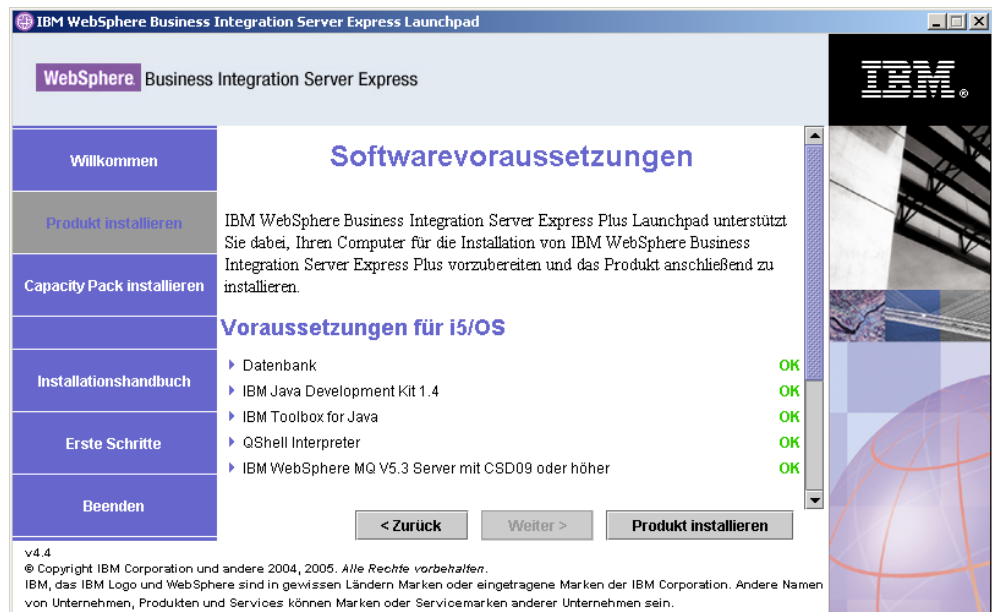 IBM WebSphere Business Integration Server Express Launchpad
WebSphere. Business Integration Server Express
IBM®
Willkommen
Produkt installieren
Capacity Pack installieren
Installationshandbuch
Erste Schritte
Beenden
Softwarevoraussetzungen
IBM WebSphere Business Integration Server Express Plus Launchpad unterstützt
Sie dabei, Ihren Computer für die Installation von IBM WebSphere Business
Integration Server Express Plus vorzubereiten und das Produkt anschließend zu
installieren.
Voraussetzungen für i5/OS
Datenbank OK
IBM Java Development Kit 1.4 OK
IBM Toolbox for Java OK
QShell Interpreter OK
IBM WebSphere MQ V5.3 Server mit CSD09 oder höher OK
< Zurück Weiter > Produkt installieren
v4.4
© Copyright IBM Corporation und andere 2004, 2005. Alle Rechte vorbehalten.
IBM, das IBM Logo und WebSphere sind in gewissen Ländern Marken oder eingetragene Marken der IBM Corporation. Andere Namen
von Unternehmen, Produkten und Services können Marken oder Servicemarken anderer Unternehmen sein.